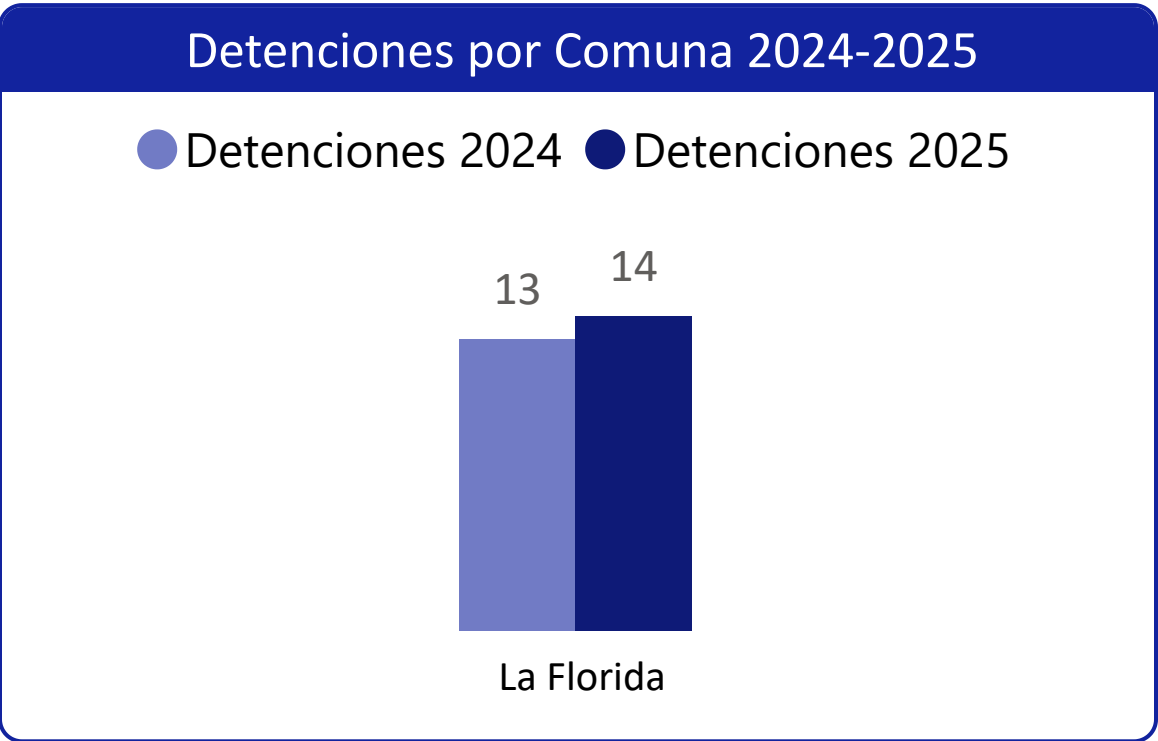 Detenciones por Comuna 2024-2025
Detenciones 2024 Detenciones 2025
13
14
La Florida